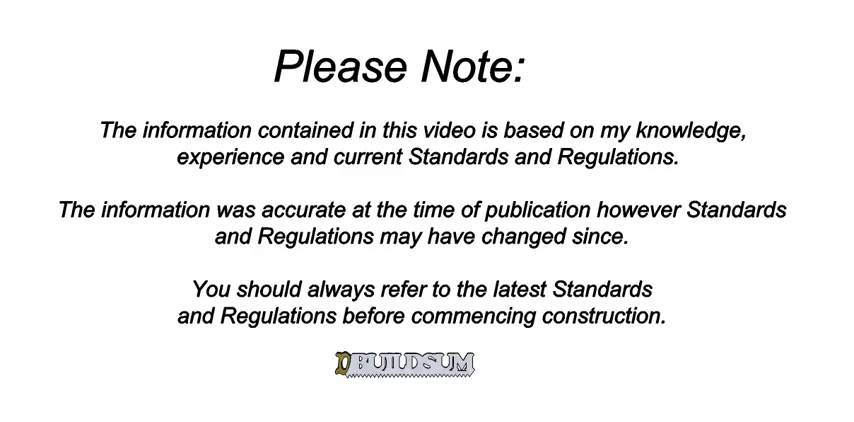 Please Note:
The information contained in this video is based on my knowledge,
experience and current Standards and Regulations.
The information was accurate at the time of publication however Standards
and Regulations may have changed since.
You should always refer to the latest Standards
and Regulations before commencing construction.
BUILDSUM